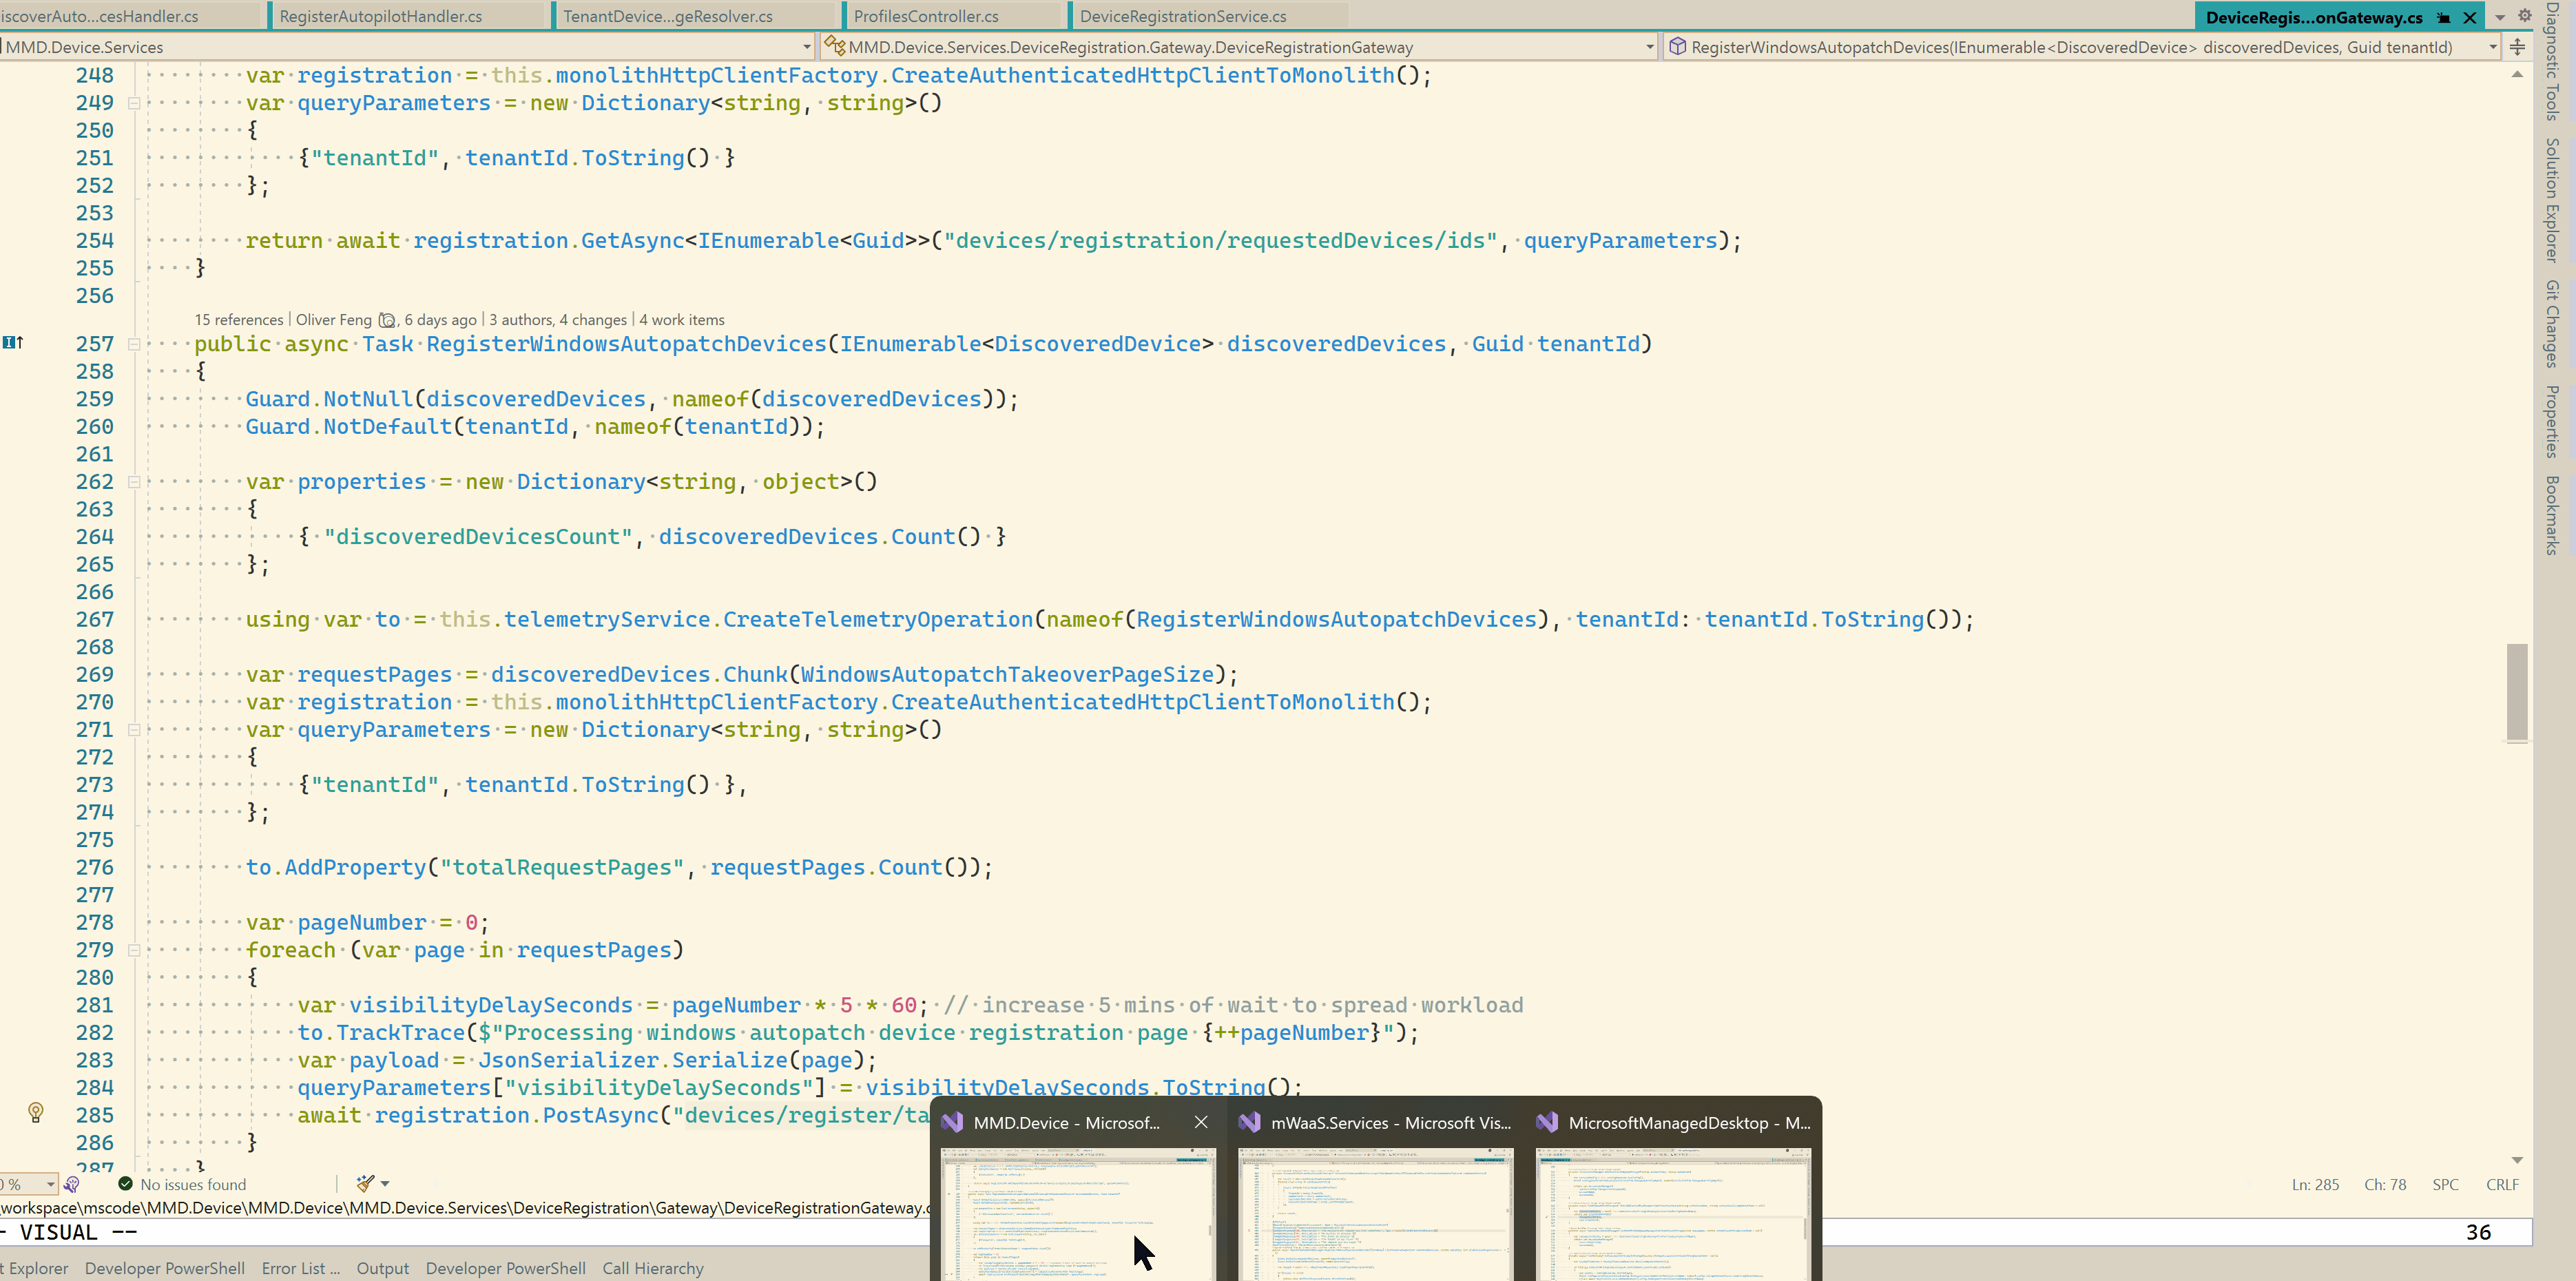 iscoverAuto...cesHandler.cs
RegisterAutopilotHandler.cs
TenantDevice...geResolver.cs
ProfilesController.cs
DeviceRegistrationService.cs
DeviceRegis...onGateway.cs
MMD.Device.Services
MMD.Device.Services.DeviceRegistration.Gateway.DeviceRegistrationGateway
RegisterWindowsAutopatchDevices(IEnumerable<DiscoveredDevice> discoveredDevices, Guid tenantId)
248 var registration = this.monolithHttpClientFactory.CreateAuthenticatedHttpClientToMonolith();
249 var queryParameters = new Dictionary<string, string>()
250 {
251 {"tenantId", tenantId.ToString() }
252 };
253
254 return await registration.GetAsync<IEnumerable<Guid>>("devices/registration/requestedDevices/ids", queryParameters);
255 }
256
15 references | Oliver Feng, 6 days ago | 3 authors, 4 changes | 4 work items
257 public async Task RegisterWindowsAutopatchDevices(IEnumerable<DiscoveredDevice> discoveredDevices, Guid tenantId)
258 {
259 Guard.NotNull(discoveredDevices, nameof(discoveredDevices));
260 Guard.NotDefault(tenantId, nameof(tenantId));
261
262 var properties = new Dictionary<string, object>()
263 {
264 { "discoveredDevicesCount", discoveredDevices.Count() }
265 };
266
267 using var to = this.telemetryService.CreateTelemetryOperation(nameof(RegisterWindowsAutopatchDevices), tenantId: tenantId.ToString());
268
269 var requestPages = discoveredDevices.Chunk(WindowsAutopatchTakeoverPageSize);
270 var registration = this.monolithHttpClientFactory.CreateAuthenticatedHttpClientToMonolith();
271 var queryParameters = new Dictionary<string, string>()
272 {
273 {"tenantId", tenantId.ToString() },
274 };
275
276 to.AddProperty("totalRequestPages", requestPages.Count());
277
278 var pageNumber = 0;
279 foreach (var page in requestPages)
280 {
281 var visibilityDelaySeconds = pageNumber * 5 * 60; // increase 5 mins of wait to spread workload
282 to.TrackTrace($"Processing windows autopatch device registration page {++pageNumber}");
283 var payload = JsonSerializer.Serialize(page);
284 queryParameters["visibilityDelaySeconds"] = visibilityDelaySeconds.ToString();
285 await registration.PostAsync("devices/register/ta
286 }
287 }
Diagnostic Tools
Solution Explorer
Git Changes
Properties
Bookmarks
MMD.Device - Microsof...
mWaaS.Services - Microsoft Vis...
MicrosoftManagedDesktop - M...
0 %
No issues found
Ln: 285 Ch: 78 SPC CRLF
workspace\mscode\MMD.Device\MMD.Device\MMD.Device.Services\DeviceRegistration\Gateway\DeviceRegistrationGateway.c
- VISUAL --
36
t Explorer
Developer PowerShell
Error List ...
Output
Developer PowerShell
Call Hierarchy